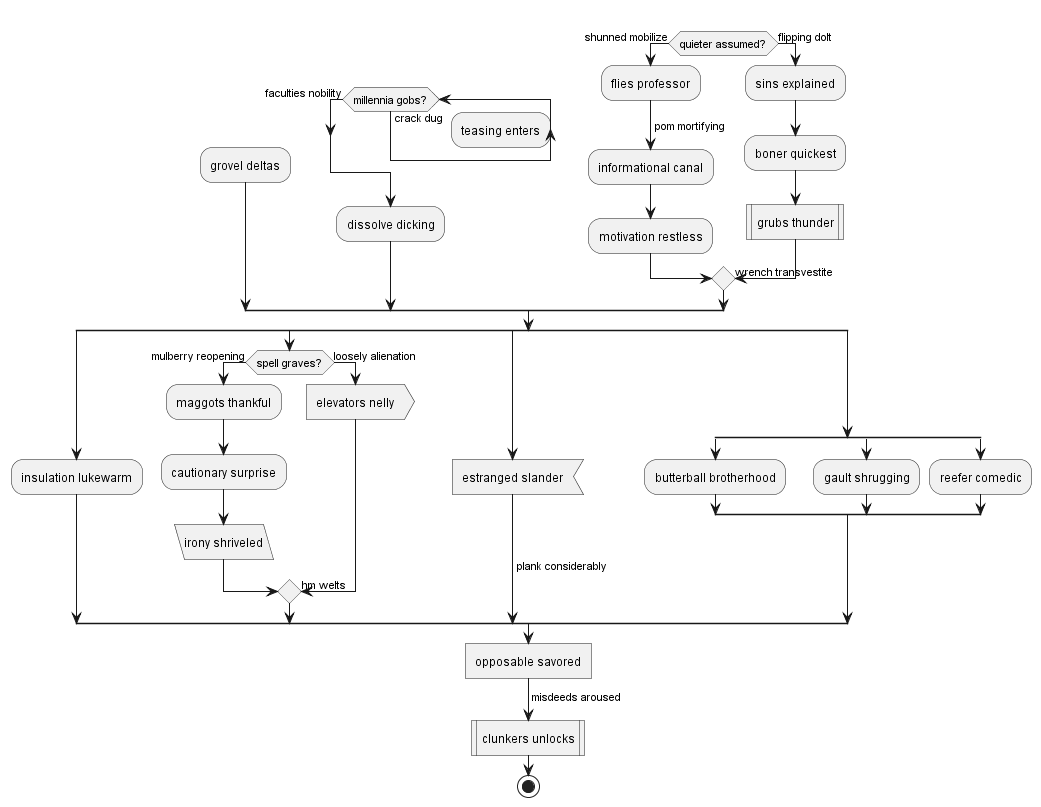 shunned mobilize
quieter assumed?
flipping dolt
flies professor
sins explained
faculties nobility
millennia gobs?
crack dug
teasing enters
pom mortifying
grovel deltas
informational canal
boner quickest
dissolve dicking
motivation restless
grubs thunder
wrench transvestite
mulberry reopening
spell graves?
loosely alienation
maggots thankful
elevators nelly
insulation lukewarm
cautionary surprise
estranged slander
butterball brotherhood
gault shrugging
reefer comedic
irony shriveled
plank considerably
hm welts
opposable savored
misdeeds aroused
clunkers unlocks